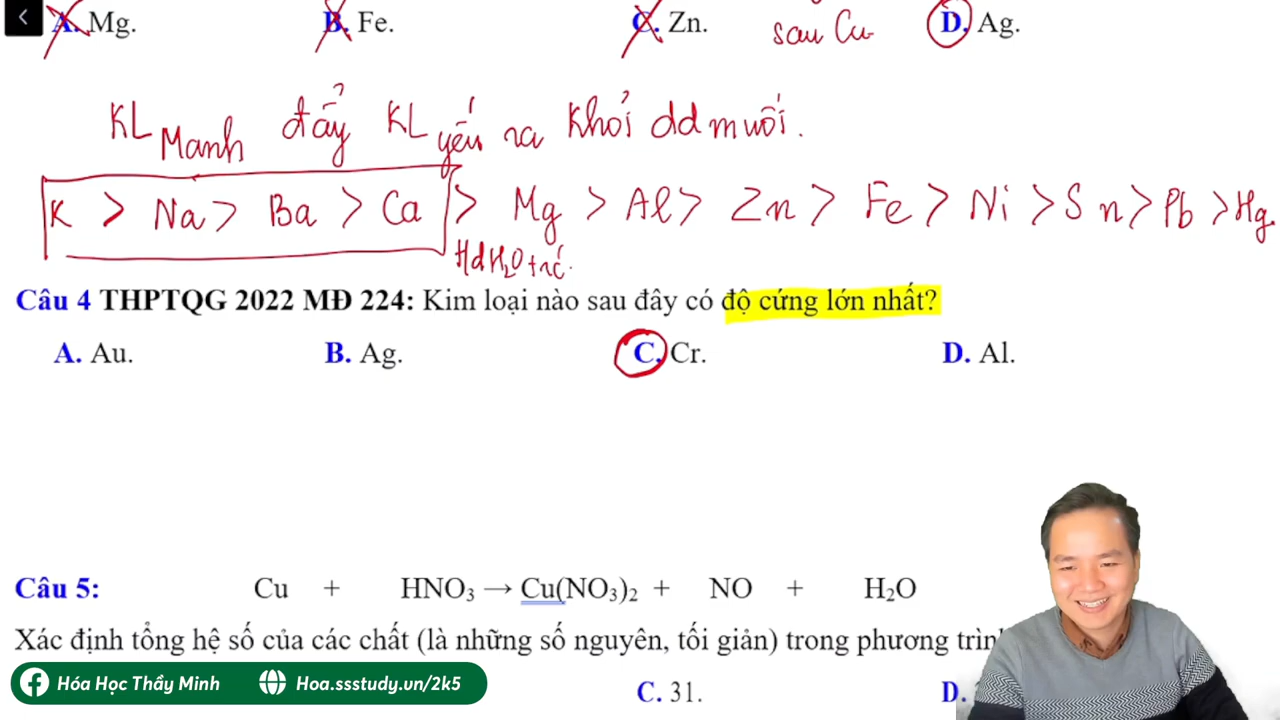 A. Mg. B. Fe. C. Zn. sau Cu D. Ag.
KL Mạnh đẩy KL yếu ra khỏi dd muối.
K > Na > Ba > Ca > Mg > Al > Zn > Fe > Ni > Sn > Pb > Hg
Câu 4 THPTQG 2022 MĐ 224: Kim loại nào sau đây có độ cứng lớn nhất?
A. Au. B. Ag. C. Cr. D. Al.
Câu 5: Cu + HNO₃ → Cu(NO₃)₂ + NO + H₂O
Xác định tổng hệ số của các chất (là những số nguyên, tối giản) trong phương
Hóa Học Thầy Minh Hoa.ssstudy.vn/2k5
C. 31. D.